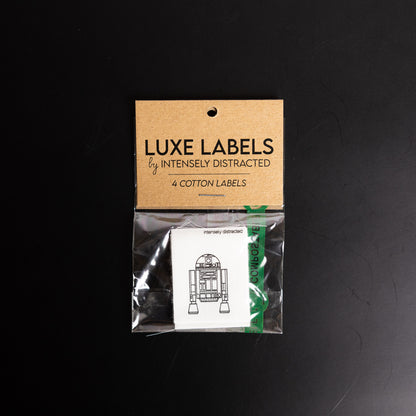 LUXE LABELS
by INTENSELY DISTRACTED
4 COTTON LABELS
intensely distracted